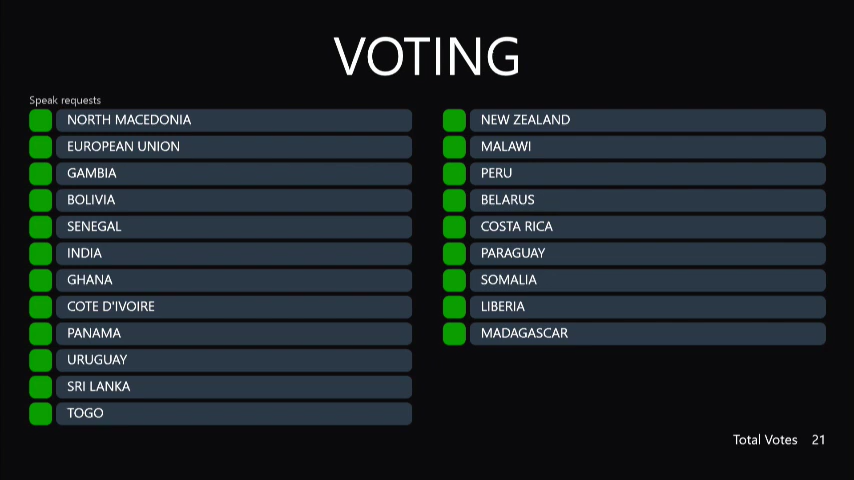 VOTING
Speak requests
NORTH MACEDONIA
EUROPEAN UNION
GAMBIA
BOLIVIA
SENEGAL
INDIA
GHANA
COTE D'IVOIRE
PANAMA
URUGUAY
SRI LANKA
TOGO
NEW ZEALAND
MALAWI
PERU
BELARUS
COSTA RICA
PARAGUAY
SOMALIA
LIBERIA
MADAGASCAR
Total Votes 21